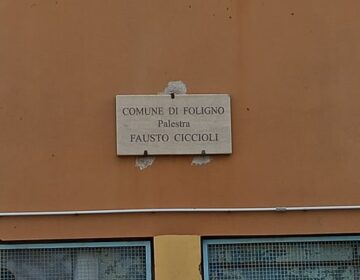 COMUNE DI FOLIGNO
Palestra
FAUSTO CICCIOLI